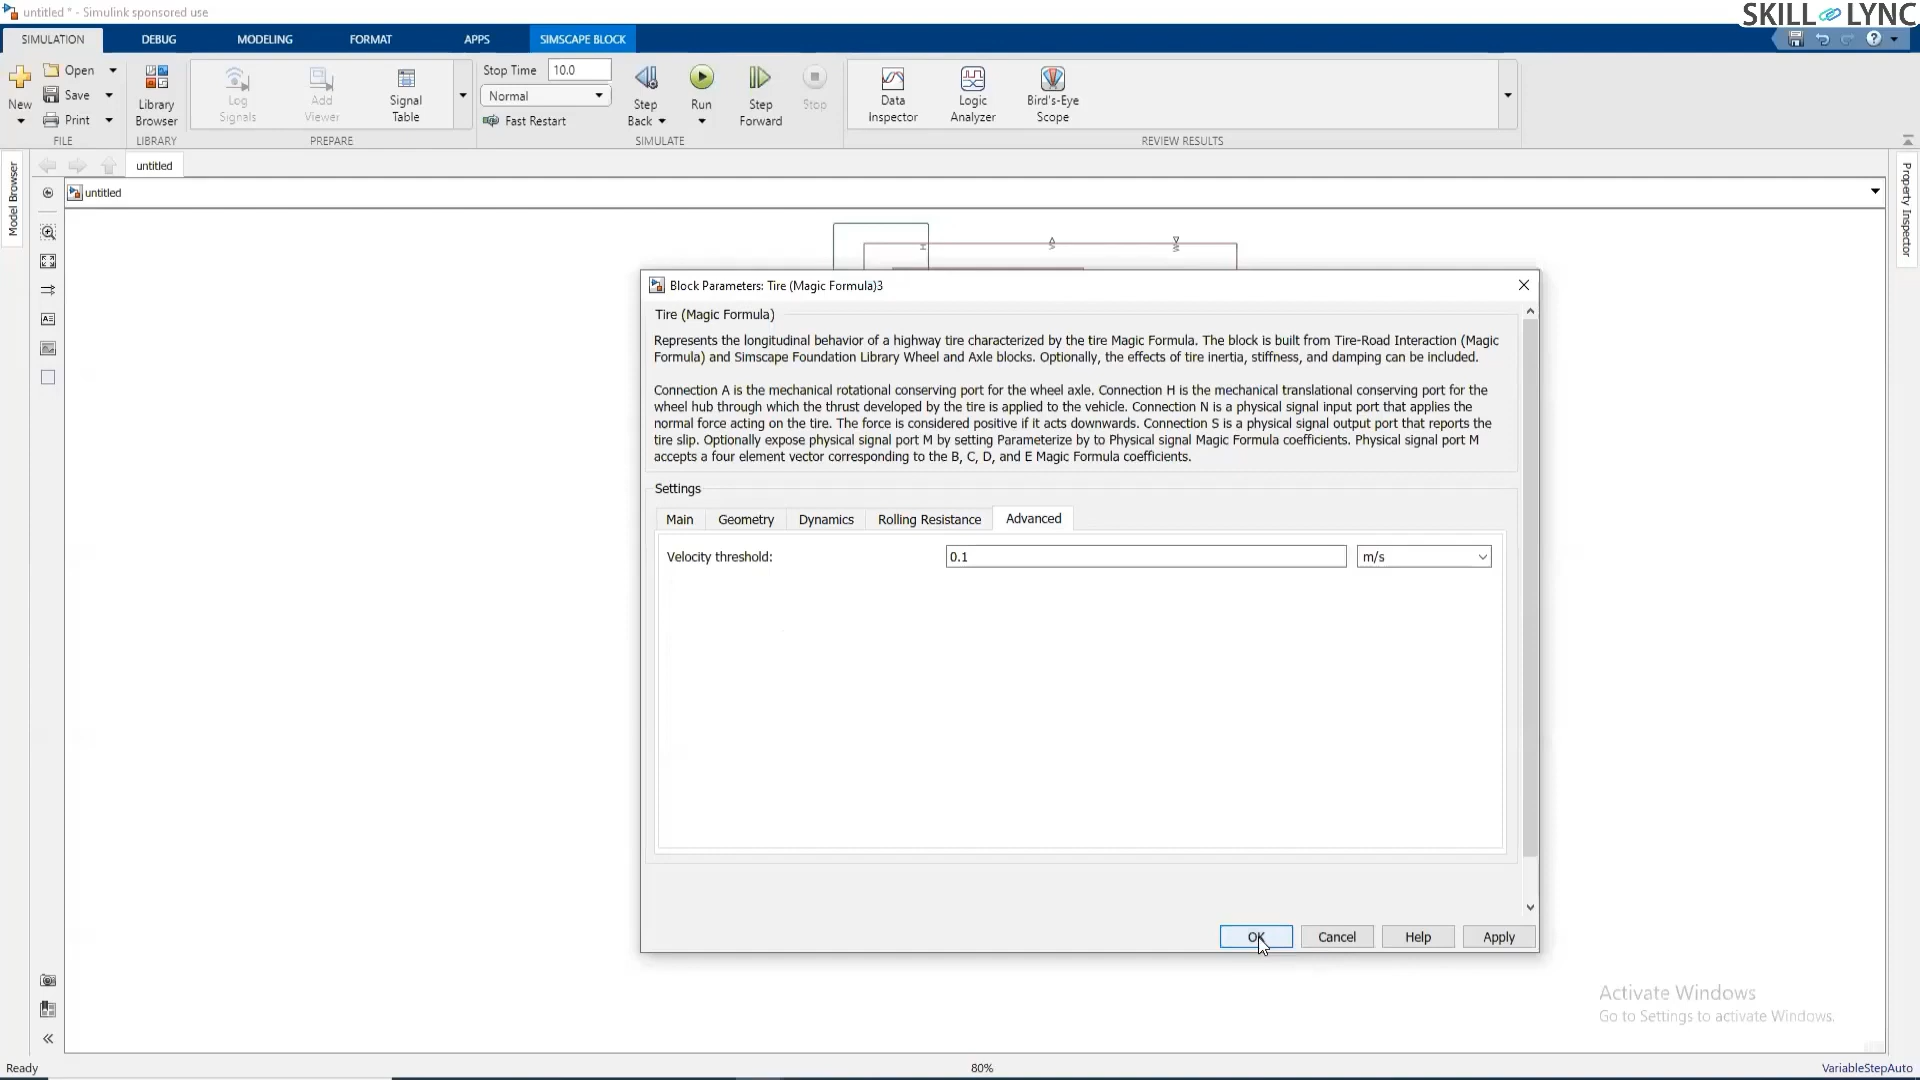 untitled * - Simulink sponsored use
SKILL LYNC
SIMULATION DEBUG MODELING FORMAT APPS SIMSCAPE BLOCK
New
Open
Save
Print
FILE
Library Browser
LIBRARY
Log Signals
Add Viewer
Signal Table
PREPARE
Stop Time 10.0
Normal
Fast Restart
Step Back
Run
Step Forward
Stop
SIMULATE
Data Inspector
Logic Analyzer
Bird's-Eye Scope
REVIEW RESULTS
Model Browser
untitled
untitled
Property Inspector
H V W
Block Parameters: Tire (Magic Formula)3
Tire (Magic Formula)
Represents the longitudinal behavior of a highway tire characterized by the tire Magic Formula. The block is built from Tire-Road Interaction (Magic
Formula) and Simscape Foundation Library Wheel and Axle blocks. Optionally, the effects of tire inertia, stiffness, and damping can be included.
Connection A is the mechanical rotational conserving port for the wheel axle. Connection H is the mechanical translational conserving port for the
wheel hub through which the thrust developed by the tire is applied to the vehicle. Connection N is a physical signal input port that applies the
normal force acting on the tire. The force is considered positive if it acts downwards. Connection S is a physical signal output port that reports the
tire slip. Optionally expose physical signal port M by setting Parameterize by to Physical signal Magic Formula coefficients. Physical signal port M
accepts a four element vector corresponding to the B, C, D, and E Magic Formula coefficients.
Settings
Main Geometry Dynamics Rolling Resistance Advanced
Velocity threshold: 0.1 m/s
OK Cancel Help Apply
Activate Windows
Go to Settings to activate Windows.
Ready 80% VariableStepAuto